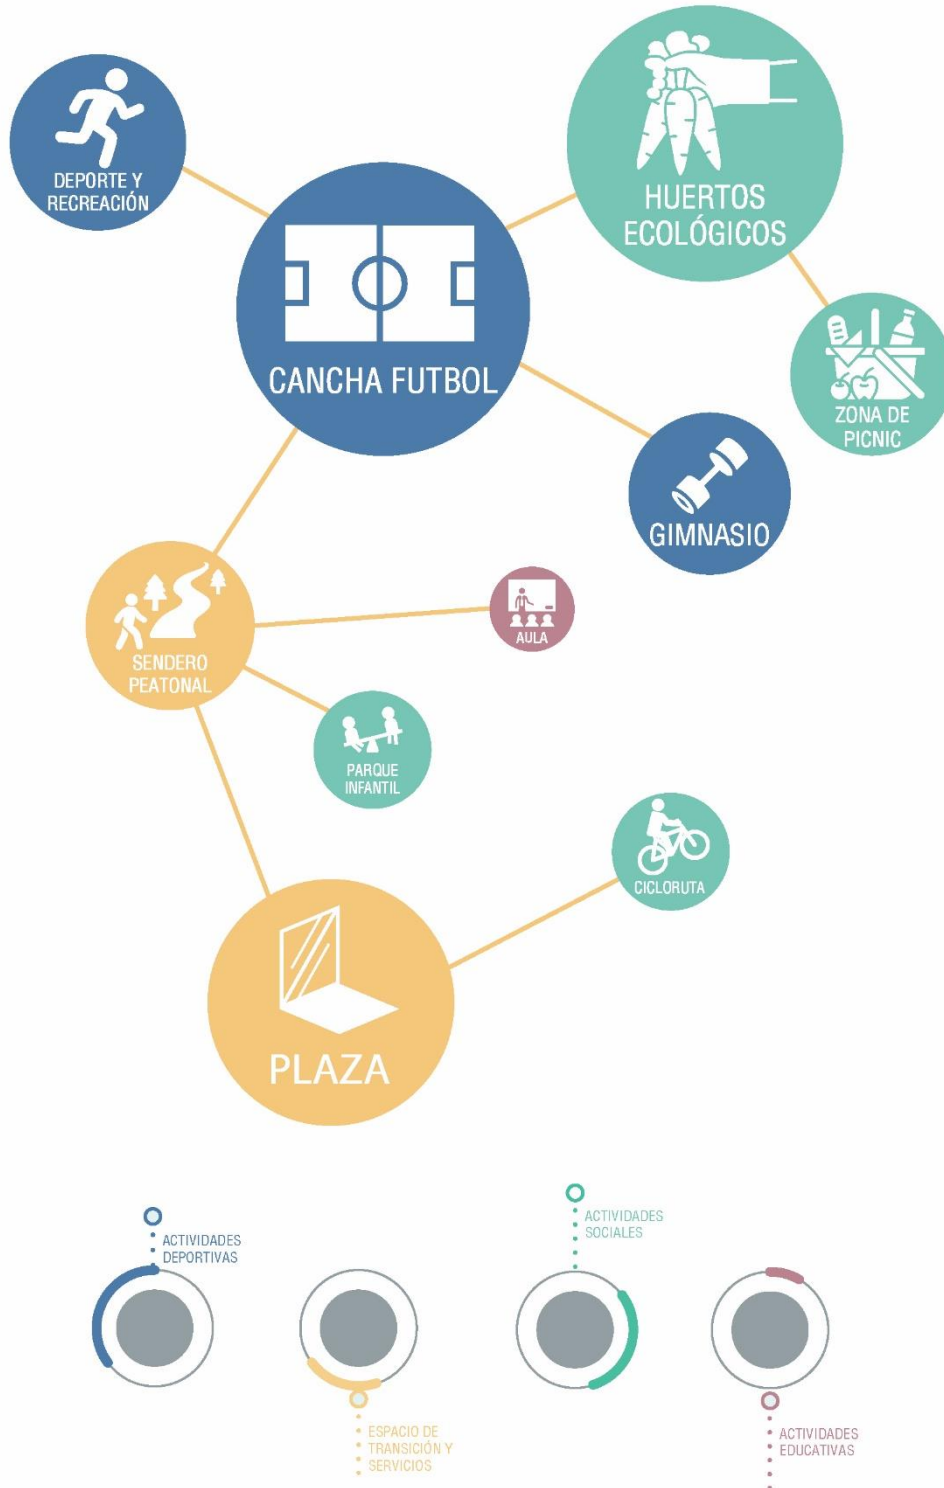 DEPORTE Y
RECREACIÓN
HUERTOS
ECOLÓGICOS
CANCHA FUTBOL
ZONA DE
PICNIC
GIMNASIO
AULA
SENDERO
PEATONAL
PARQUE
INFANTIL
CICLORUTA
PLAZA
ACTIVIDADES
DEPORTIVAS
ACTIVIDADES
SOCIALES
ESPACIO DE
TRANSICIÓN Y
SERVICIOS
ACTIVIDADES
EDUCATIVAS